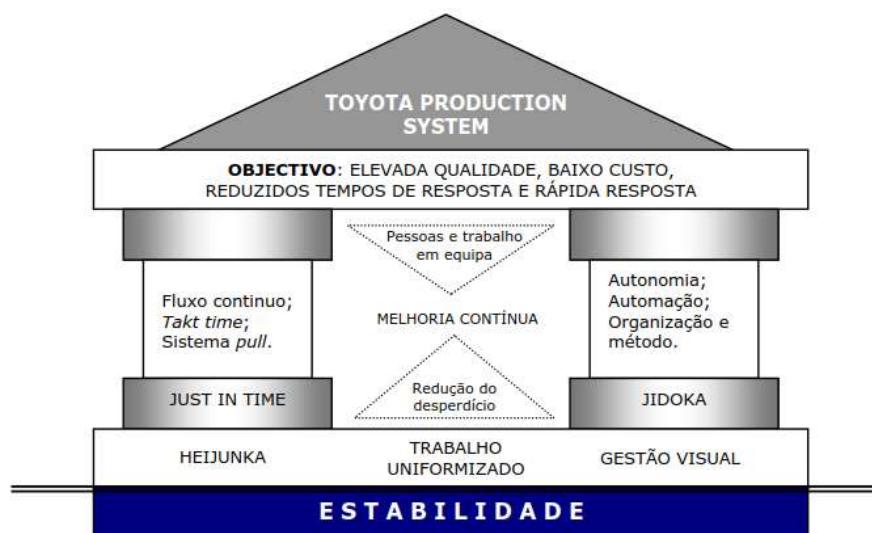 TOYOTA PRODUCTION
SYSTEM
OBJECTIVO: ELEVADA QUALIDADE, BAIXO CUSTO,
REDUZIDOS TEMPOS DE RESPOSTA E RÁPIDA RESPOSTA
Fluxo continuo;
Takt time;
Sistema pull.
JUST IN TIME
Pessoas e trabalho
em equipa
MELHORIA CONTÍNUA
Redução do
desperdício
Autonomia;
Automação;
Organização e
método.
JIDOKA
HEIJUNKA
TRABALHO
UNIFORMIZADO
GESTÃO VISUAL
ESTABILIDADE